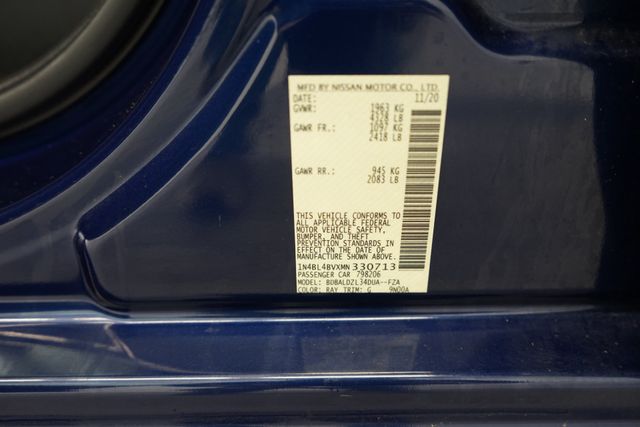 MFD BY NISSAN MOTOR CO., LTD.
DATE: 11/20
GVWR: 1963 KG
4328 LB
GAWR FR.: 1097 KG
2418 LB
GAWR RR.: 945 KG
2083 LB
THIS VEHICLE CONFORMS TO
ALL APPLICABLE FEDERAL
MOTOR VEHICLE SAFETY,
BUMPER, AND THEFT
PREVENTION STANDARDS
IN EFFECT ON THE DATE OF
MANUFACTURE SHOWN ABOVE.
1N4BL4BVXMN330713
PASSENGER CAR 798206
MODEL: BDBALDZL34DUA--FZA
COLOR: RAY TRIM: G 9N00A